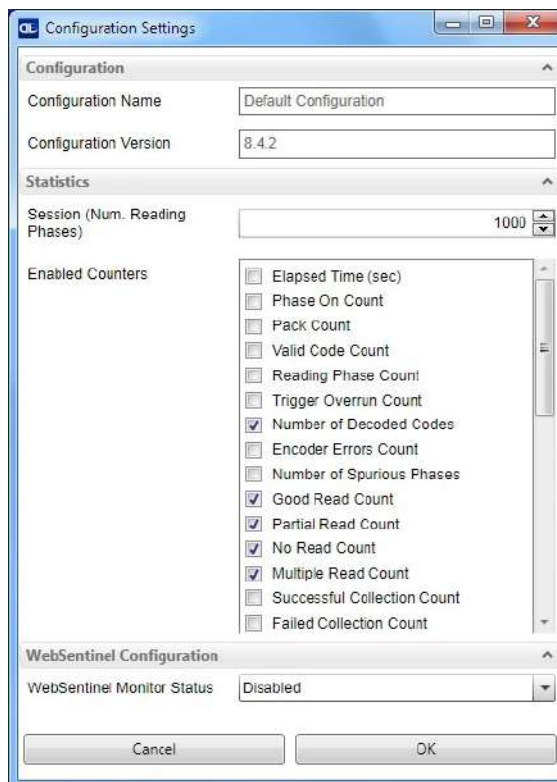 Configuration Settings
Configuration
Configuration Name
Default Configuration
Configuration Version
8.4.2
Statistics
Session (Num. Reading
Phases)
1000
Enabled Counters
Elapsed Time (sec)
Phase On Count
Pack Count
Valid Code Count
Reading Phase Count
Trigger Overrun Count
Number of Decoded Codes
Encoder Errors Count
Number of Spurious Phases
Good Read Count
Partial Read Count
No Read Count
Multiple Read Count
Successful Collection Count
Failed Collection Count
WebSentinel Configuration
WebSentinel Monitor Status
Disabled
Cancel
OK